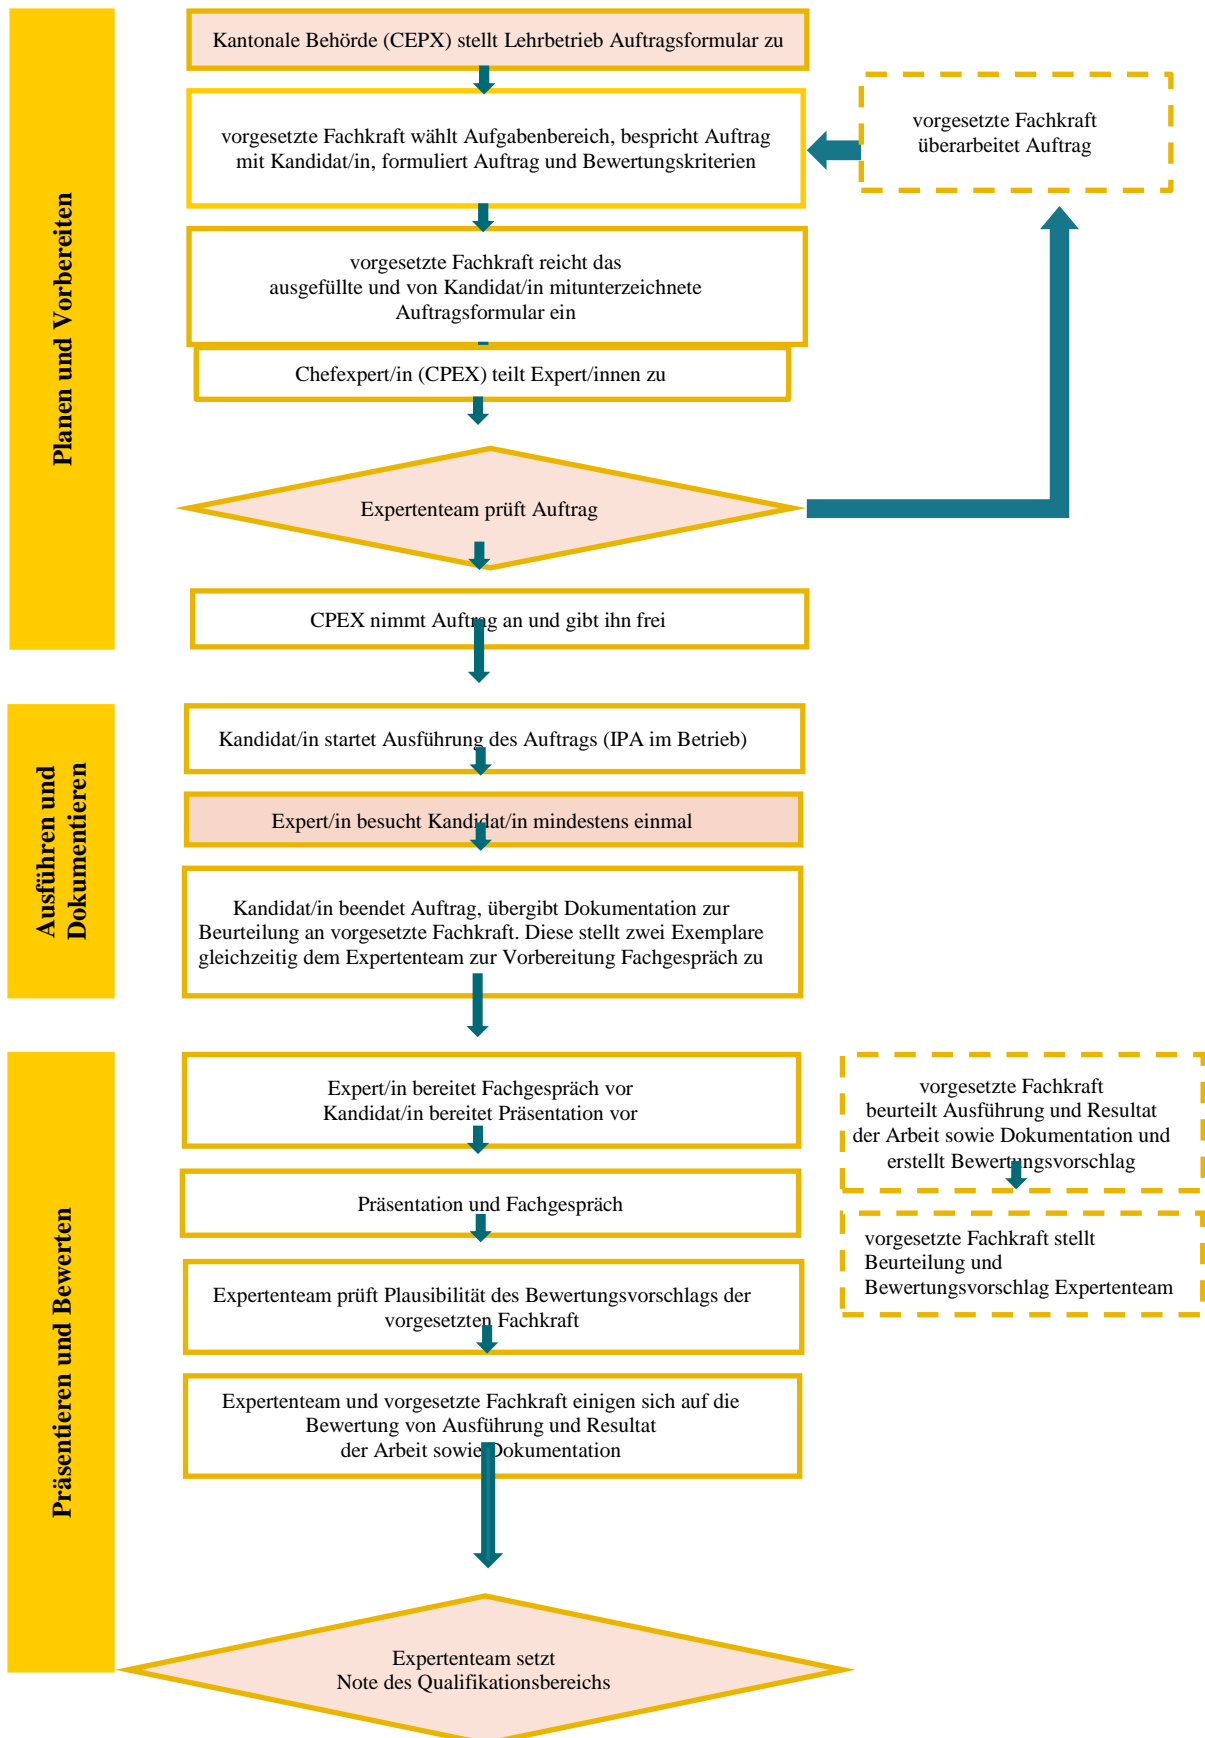 Planen und Vorbereiten
Kantonale Behörde (CEPX) stellt Lehrbetrieb Auftragsformular zu
vorgesetzte Fachkraft wählt Aufgabenbereich, bespricht Auftrag
mit Kandidat/in, formuliert Auftrag und Bewertungskriterien
vorgesetzte Fachkraft
überarbeitet Auftrag
vorgesetzte Fachkraft reicht das
ausgefüllte und von Kandidat/in mitunterzeichnete
Auftragsformular ein
Chefexpert/in (CPEX) teilt Expert/innen zu
Expertenteam prüft Auftrag
CPEX nimmt Auftrag an und gibt ihn frei
Ausführen und
Dokumentieren
Kandidat/in startet Ausführung des Auftrags (IPA im Betrieb)
Expert/in besucht Kandidat/in mindestens einmal
Kandidat/in beendet Auftrag, übergibt Dokumentation zur
Beurteilung an vorgesetzte Fachkraft. Diese stellt zwei Exemplare
gleichzeitig dem Expertenteam zur Vorbereitung Fachgespräch zu
Präsentieren und Bewerten
Expert/in bereitet Fachgespräch vor
Kandidat/in bereitet Präsentation vor
vorgesetzte Fachkraft
beurteilt Ausführung und Resultat
der Arbeit sowie Dokumentation und
erstellt Bewertungsvorschlag
Präsentation und Fachgespräch
vorgesetzte Fachkraft stellt
Beurteilung und
Bewertungsvorschlag Expertenteam
Expertenteam prüft Plausibilität des Bewertungsvorschlags der
vorgesetzten Fachkraft
Expertenteam und vorgesetzte Fachkraft einigen sich auf die
Bewertung von Ausführung und Resultat
der Arbeit sowie Dokumentation
Expertenteam setzt
Note des Qualifikationsbereichs